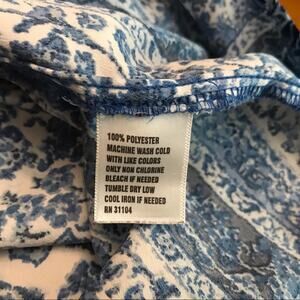 100% POLYESTER
MACHINE WASH COLD
WITH LIKE COLORS
ONLY NON CHLORINE
BLEACH IF NEEDED
TUMBLE DRY LOW
COOL IRON IF NEEDED
RN 31104